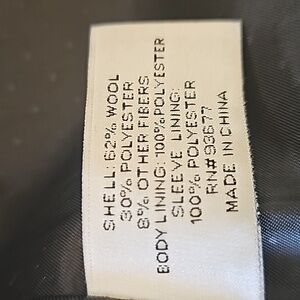 SHELL: 62% WOOL
30% POLYESTER
8% OTHER FIBERS
BODY LINING: 100% POLYESTER
SLEEVE LINING:
100% POLYESTER
RN#93677
MADE IN CHINA